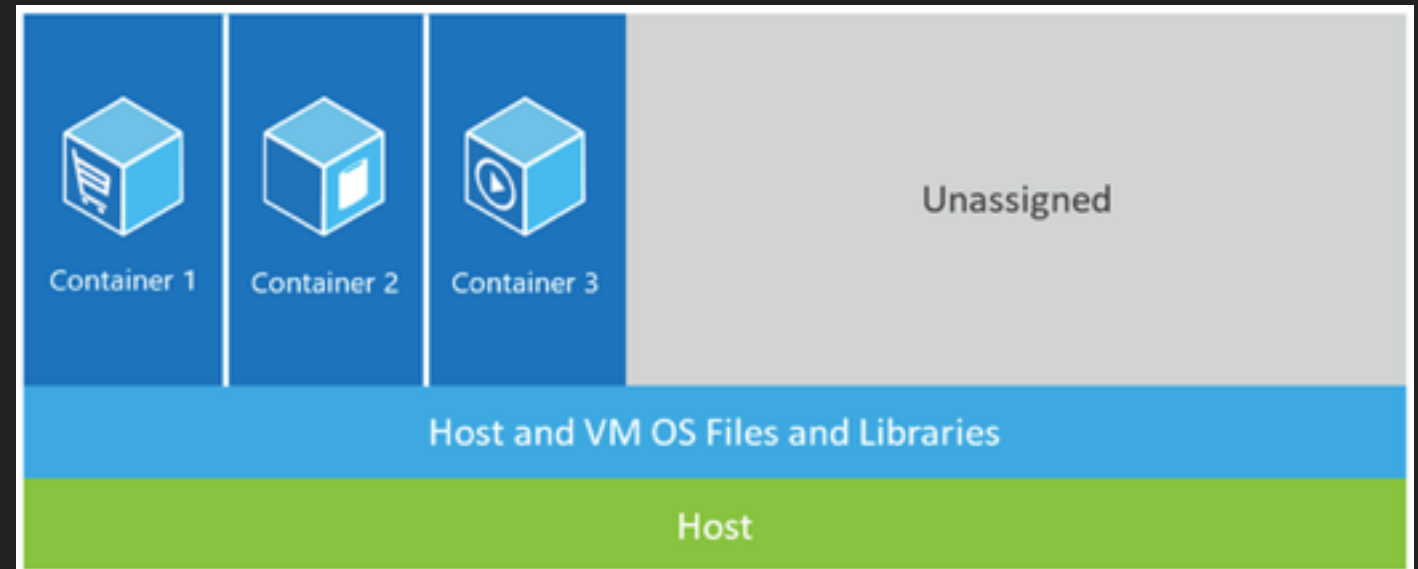 Container 1
Container 2
Container 3
Unassigned
Host and VM OS Files and Libraries
Host